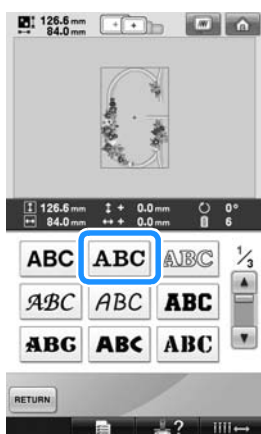 126.6 mm
84.0 mm
126.6 mm + 0.0 mm 0°
84.0 mm + 0.0 mm 6
ABC ABC ABC 1/3
ABC ABC ABC
ABC ABC ABC
RETURN
?